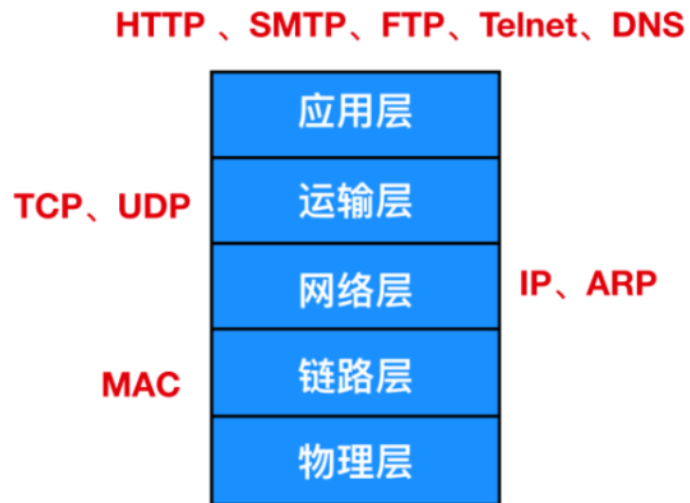 HTTP 、SMTP、FTP、Telnet、DNS
应用层
TCP、UDP
运输层
网络层
IP、ARP
链路层
MAC
物理层